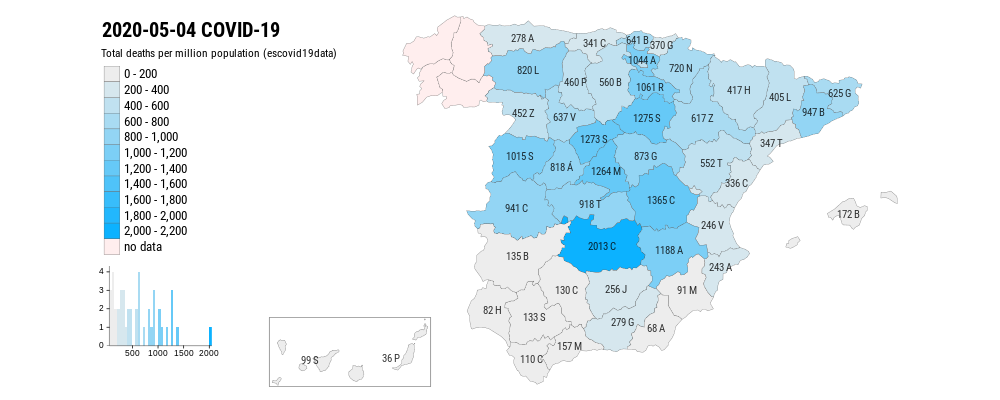 2020-05-04 COVID-19
Total deaths per million population (escovid19data)
0 - 200
200 - 400
400 - 600
600 - 800
800 - 1,000
1,000 - 1,200
1,200 - 1,400
1,400 - 1,600
1,600 - 1,800
1,800 - 2,000
2,000 - 2,200
no data
4
3
2
1
0
500 1000 1500 2000
278 A
341 C
641 B
370 G
820 L
460 P
560 B
1044 A
720 N
1061 R
417 H
405 L
625 G
947 B
452 Z
637 V
1275 S
617 Z
347 T
1273 S
1015 S
818 Á
1264 M
873 G
552 T
336 C
941 C
918 T
1365 C
172 B
246 V
135 B
2013 C
1188 A
243 A
130 C
256 J
91 M
82 H
133 S
279 G
68 A
157 M
110 C
99 S
36 P